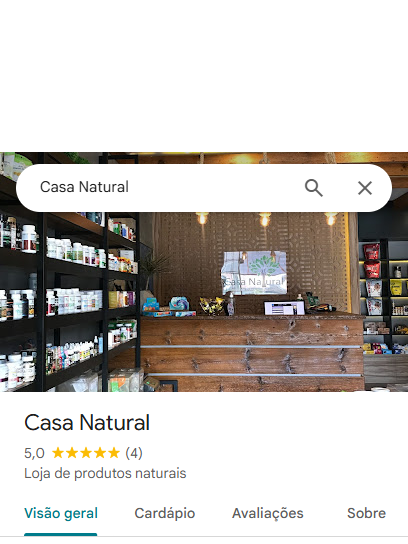 Casa Natural
Casa Natural
Casa Natural
5,0 (4)
Loja de produtos naturais
Visão geral
Cardápio
Avaliações
Sobre